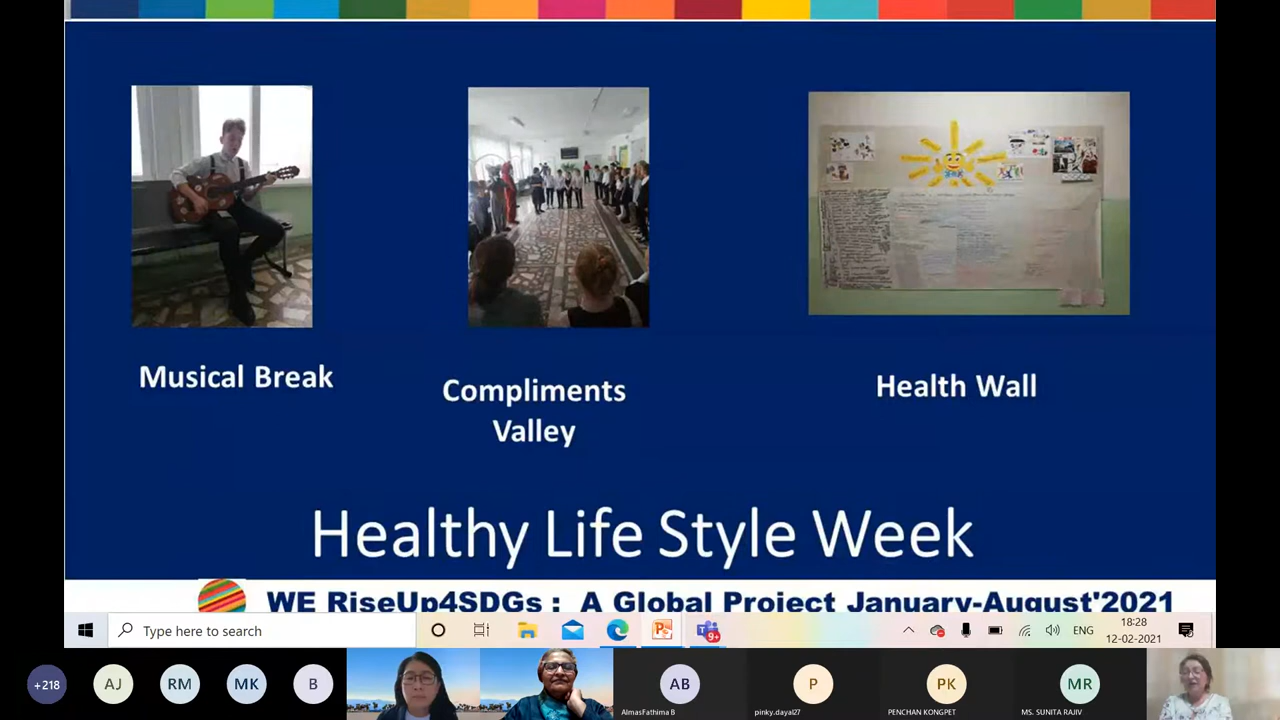 Musical Break
Compliments
Valley
Health Wall
Healthy Life Style Week
WE RiseUp4SDGs : A Global Project January-August'2021
Type here to search
9+
ENG
18:28
12-02-2021
+218
AJ
RM
MK
B
AB
AlmasFathima B
P
pinky.dayal27
PK
PENCHAN KONGPET
MR
MS. SUNITA RAJIV